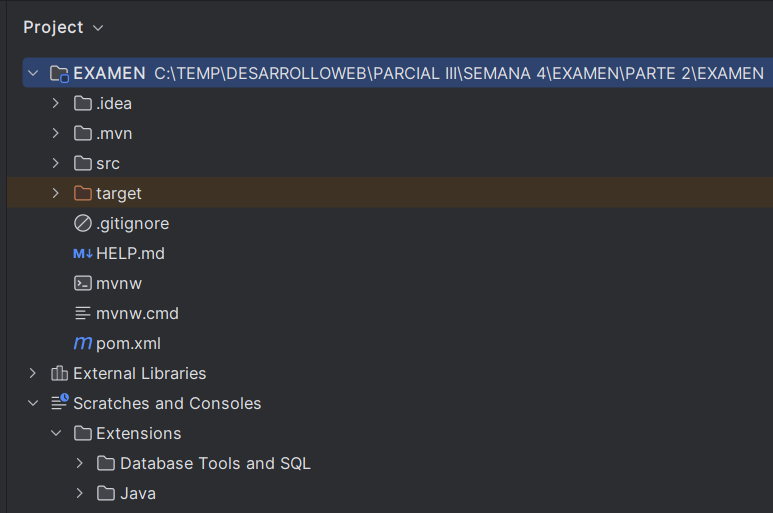 Project
EXAMEN C:\TEMP\DESARROLLOWEB\PARCIAL III\SEMANA 4\EXAMEN\PARTE 2\EXAMEN
.idea
.mvn
src
target
.gitignore
M↓ HELP.md
mvnw
mvnw.cmd
m pom.xml
External Libraries
Scratches and Consoles
Extensions
Database Tools and SQL
Java